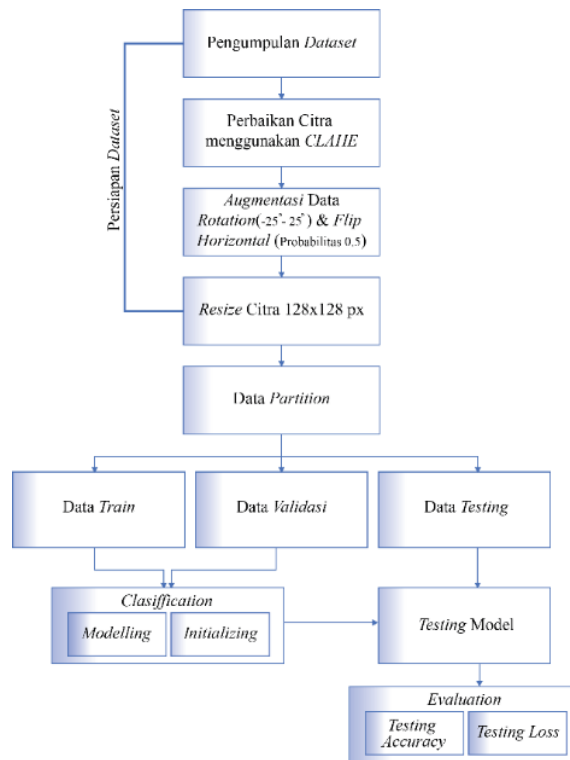 Pengumpulan Dataset
Persiapan Dataset
Perbaikan Citra
menggunakan CLAHE
Augmentasi Data
Rotation(-25°- 25°) & Flip
Horizontal (Probabilitas 0.5)
Resize Citra 128x128 px
Data Partition
Data Train
Data Validasi
Data Testing
Clasiffication
Modelling
Initializing
Testing Model
Evaluation
Testing
Accuracy
Testing Loss